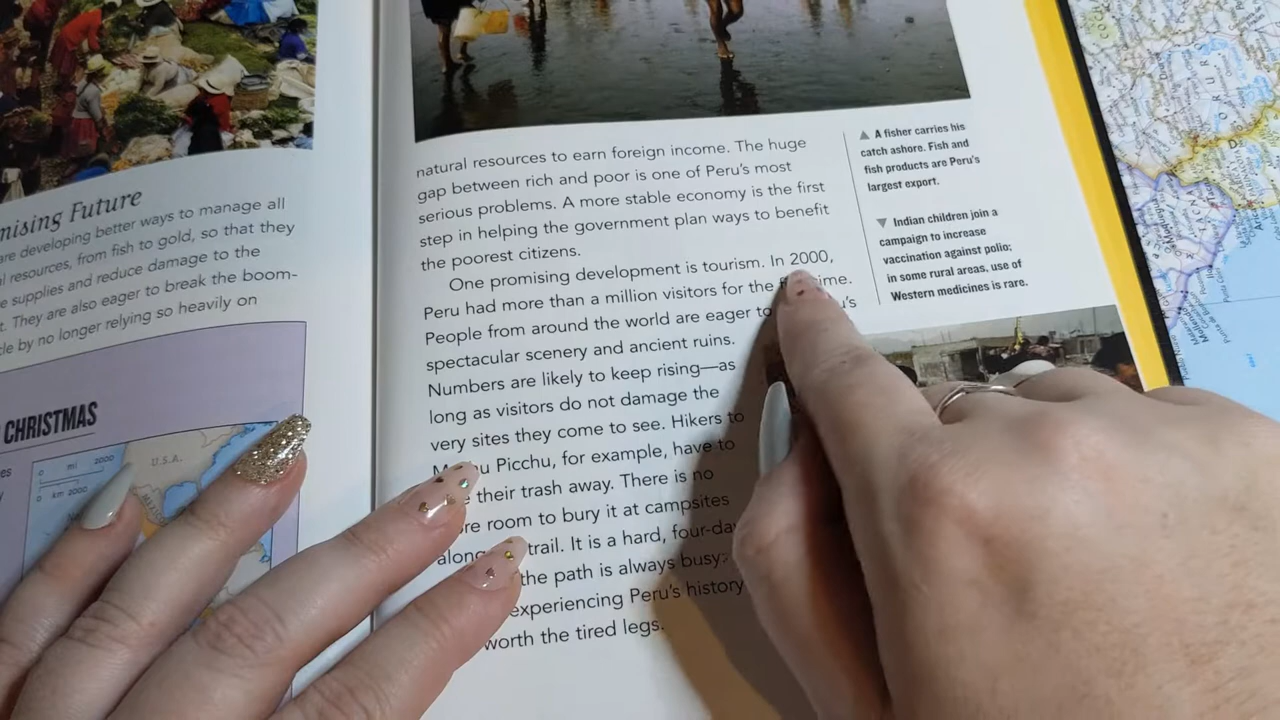 mising Future
are developing better ways to manage all
resources, from fish to gold, so that they
supplies and reduce damage to the
They are also eager to break the boom-
by no longer relying so heavily on
CHRISTMAS
0 mi 2000
0 km 2000
U.S.A.
natural resources to earn foreign income. The huge
gap between rich and poor is one of Peru's most
serious problems. A more stable economy is the first
step in helping the government plan ways to benefit
the poorest citizens.
One promising development is tourism. In 2000,
Peru had more than a million visitors for the
People from around the world are eager to
spectacular scenery and ancient ruins.
Numbers are likely to keep rising—as
long as visitors do not damage the
very sites they come to see. Hikers to
Picchu, for example, have to
their trash away. There is no
room to bury it at campsites
along trail. It is a hard, four-day
the path is always busy:
experiencing Peru's history
worth the tired legs.
▲ A fisher carries his
catch ashore. Fish and
fish products are Peru's
largest export.
▼ Indian children join a
campaign to increase
vaccination against polio;
in some rural areas, use of
Western medicines is rare.